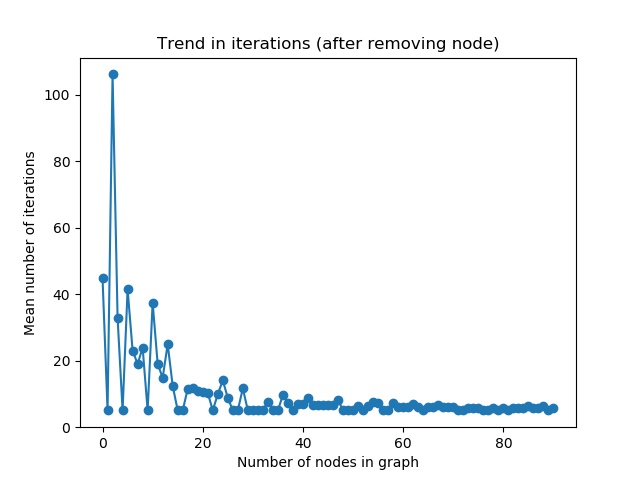 Trend in iterations (after removing node)
100
80
60
40
20
0
Mean number of iterations
0 20 40 60 80
Number of nodes in graph